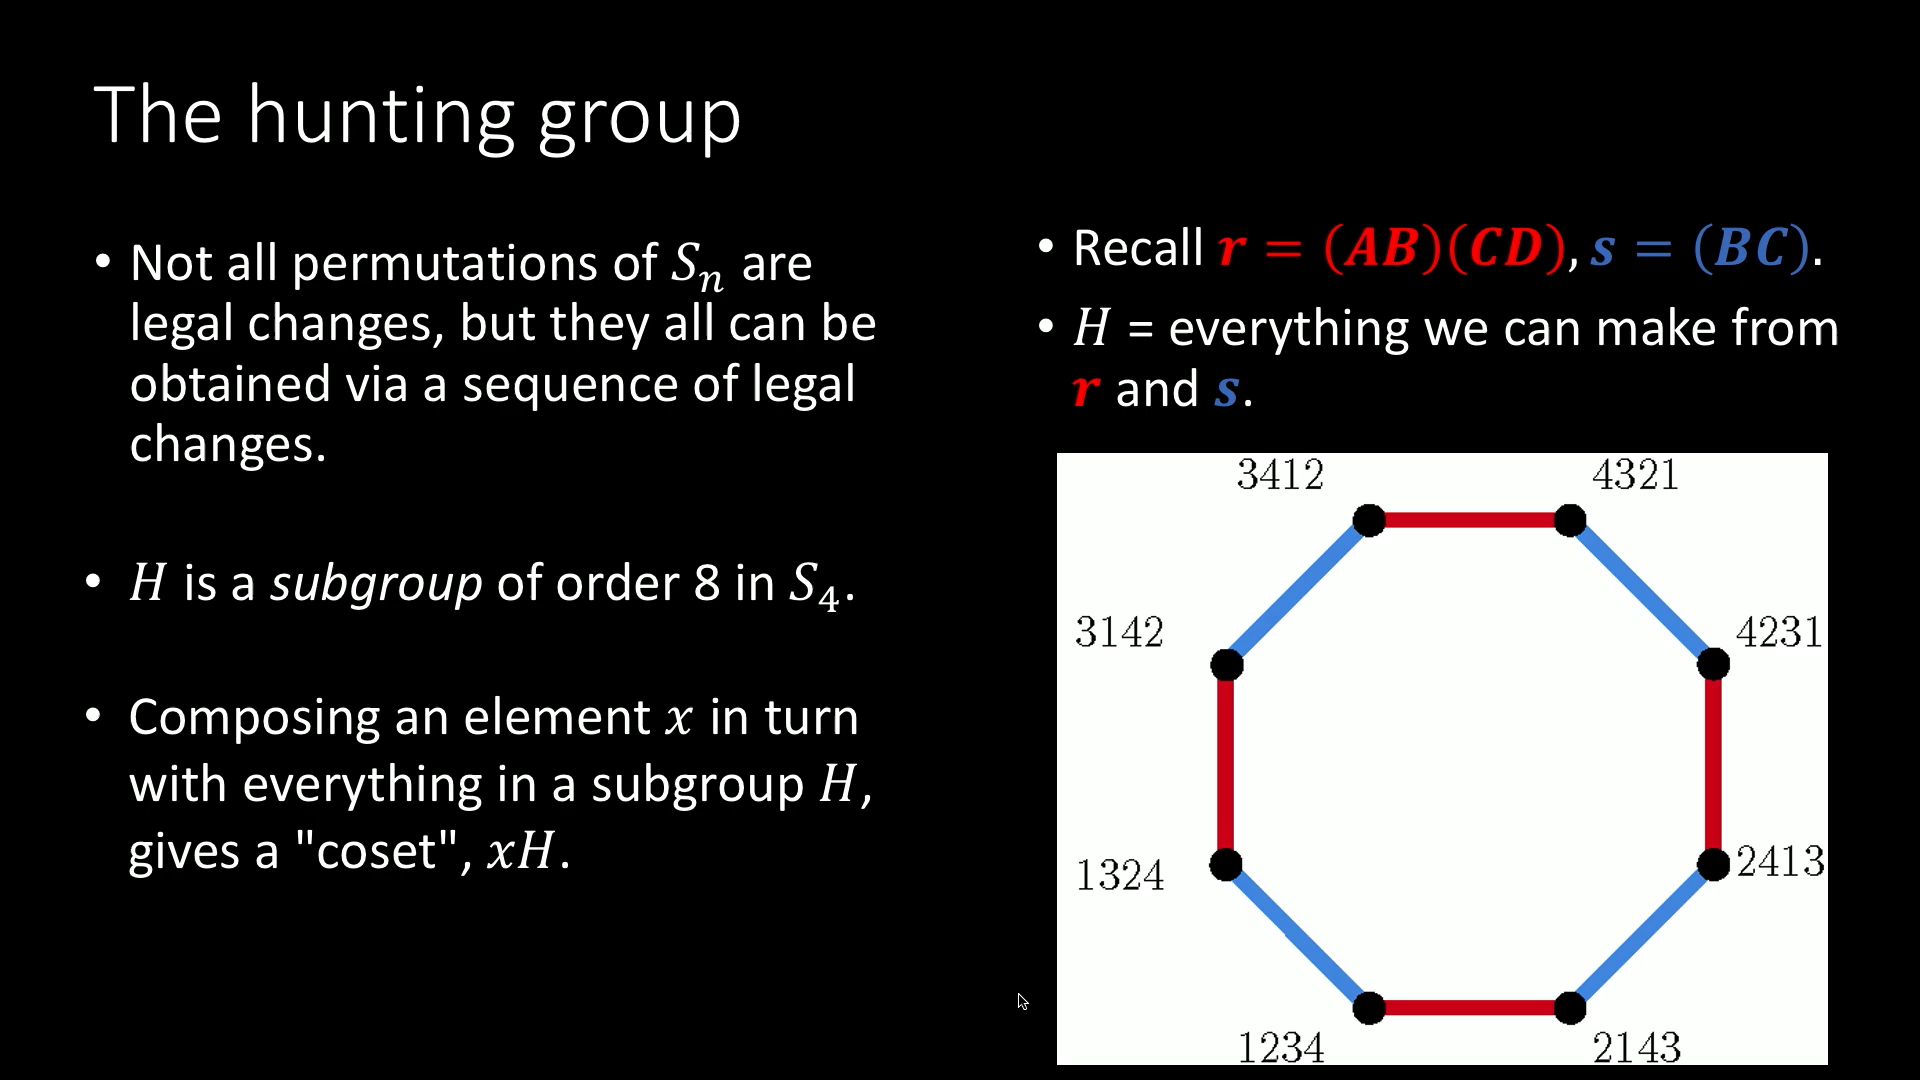 The hunting group
• Not all permutations of Sₙ are
legal changes, but they all can be
obtained via a sequence of legal
changes.
• H is a subgroup of order 8 in S₄.
• Composing an element x in turn
with everything in a subgroup H,
gives a "coset", xH.
• Recall r = (AB)(CD), s = (BC).
• H = everything we can make from
r and s.
3412
4321
3142
4231
1324
2413
1234
2143